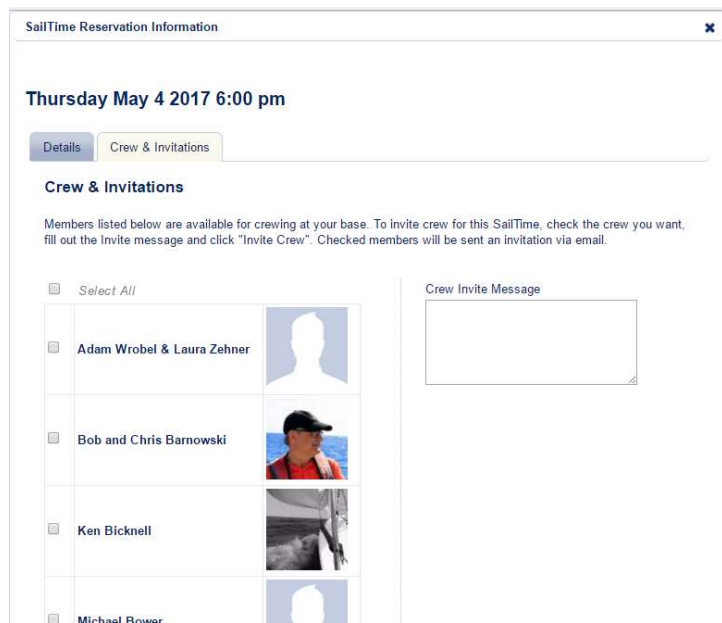 SailTime Reservation Information
Thursday May 4 2017 6:00 pm
Details
Crew & Invitations
Crew & Invitations
Members listed below are available for crewing at your base. To invite crew for this SailTime, check the crew you want,
fill out the Invite message and click "Invite Crew". Checked members will be sent an invitation via email.
Select All
Crew Invite Message
Adam Wrobel & Laura Zehner
Bob and Chris Barnowski
Ken Bicknell
Michael Bower